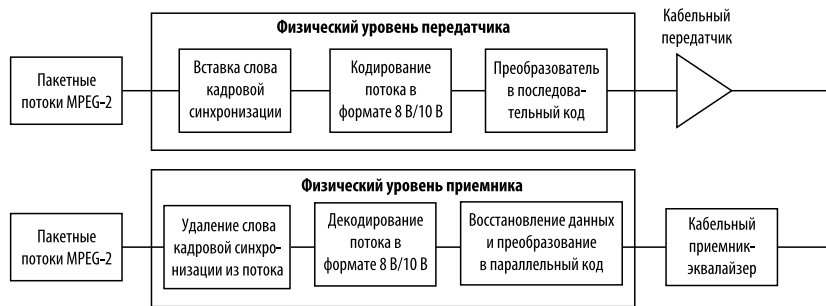 Физический уровень передатчика
Кабельный
передатчик
Пакетные
потоки MPEG-2
Вставка слова
кадровой
синхронизации
Кодирование
потока в
формате 8 B/10 B
Преобразователь
в последова-
тельный код
Физический уровень приемника
Пакетные
потоки MPEG-2
Удаление слова
кадровой синхро-
низации из потока
Декодирование
потока в
формате 8 B/10 B
Восстановление данных
и преобразование
в параллельный код
Кабельный
приемник-
эквалайзер